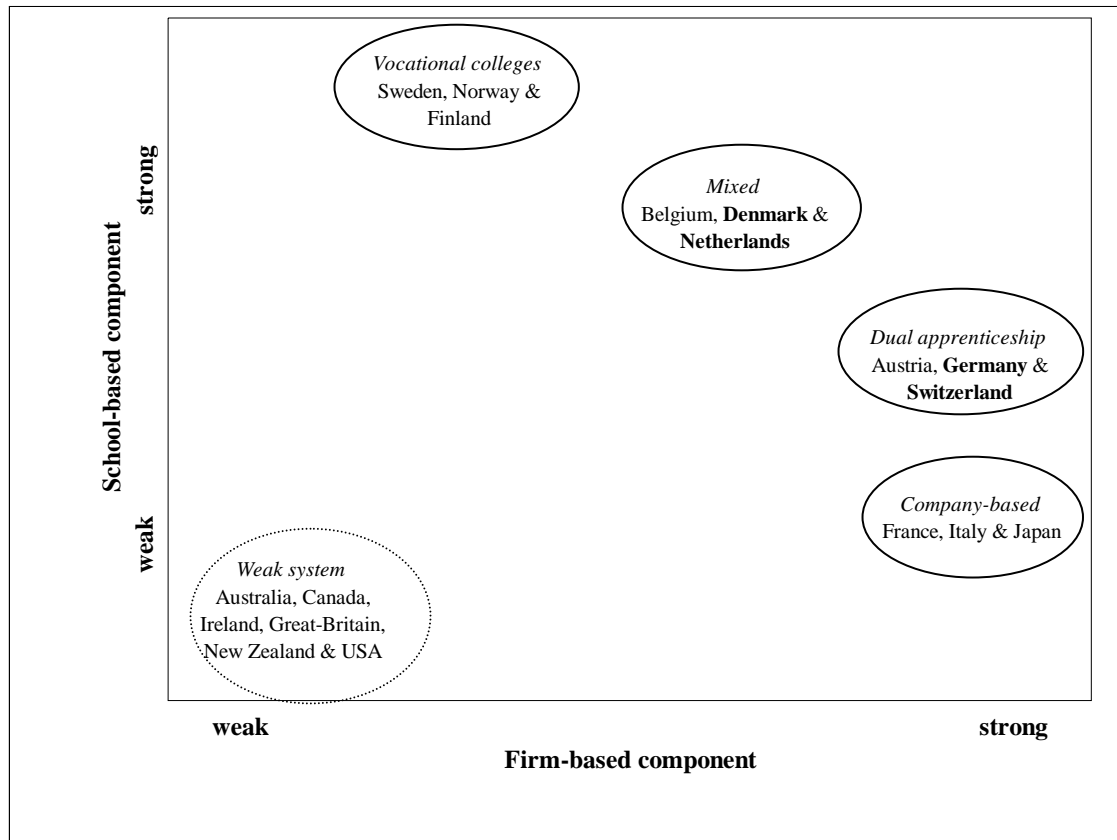 Vocational colleges
Sweden, Norway &
Finland
Mixed
Belgium, Denmark &
Netherlands
Dual apprenticeship
Austria, Germany &
Switzerland
Company-based
France, Italy & Japan
Weak system
Australia, Canada,
Ireland, Great-Britain,
New Zealand & USA
School-based component
strong
weak
weak
strong
Firm-based component